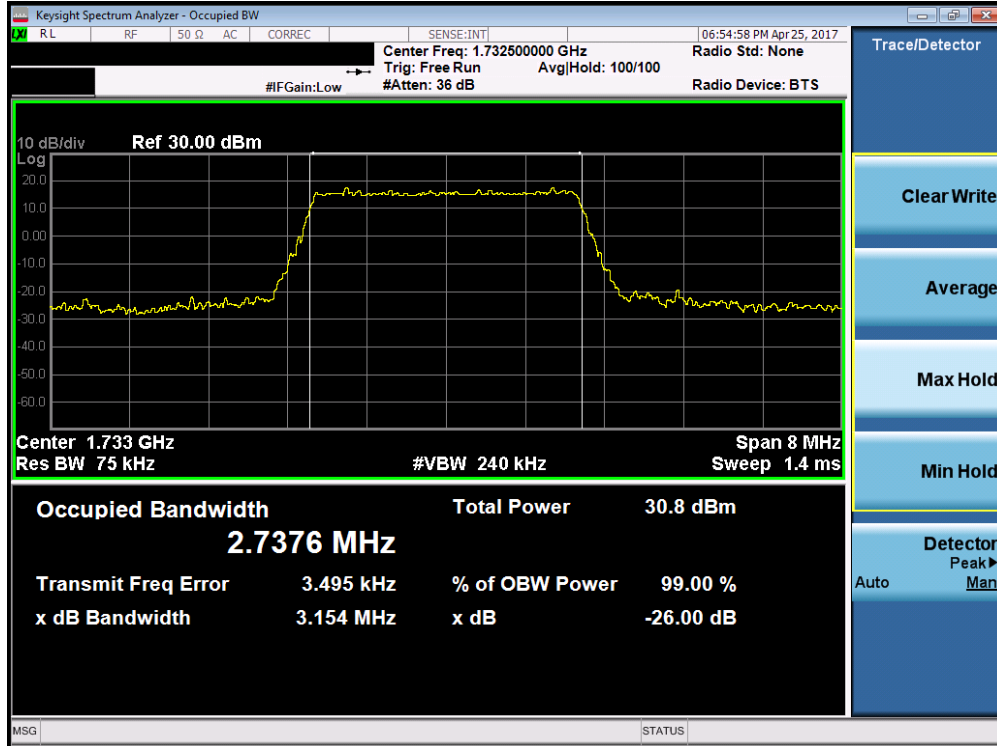 Keysight Spectrum Analyzer - Occupied BW
LXI RL RF 50 Ω AC CORREC SENSE:INT 06:54:58 PM Apr 25, 2017
Center Freq: 1.732500000 GHz Radio Std: None
Trig: Free Run Avg|Hold: 100/100
#IFGain:Low #Atten: 36 dB Radio Device: BTS
10 dB/div Ref 30.00 dBm
Log
20.0
10.0
0.00
-10.0
-20.0
-30.0
-40.0
-50.0
-60.0
Center 1.733 GHz Span 8 MHz
Res BW 75 kHz #VBW 240 kHz Sweep 1.4 ms
Occupied Bandwidth Total Power 30.8 dBm
2.7376 MHz
Transmit Freq Error 3.495 kHz % of OBW Power 99.00 %
x dB Bandwidth 3.154 MHz x dB -26.00 dB
MSG STATUS
Trace/Detector
Clear Write
Average
Max Hold
Min Hold
Detector
Peak▶
Auto Man